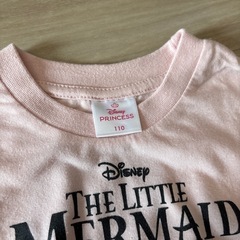 Disney
PRINCESS
110
Disney
THE LITTLE
MERMAID